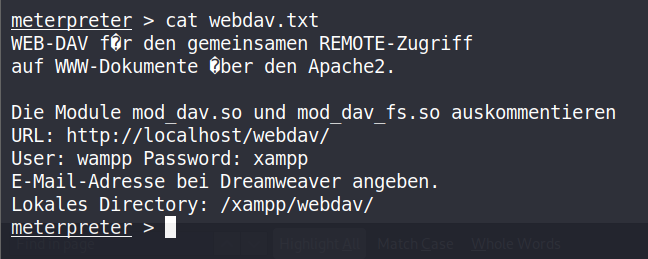 meterpreter > cat webdav.txt
WEB-DAV f�r den gemeinsamen REMOTE-Zugriff
auf WWW-Dokumente �ber den Apache2.
Die Module mod_dav.so und mod_dav_fs.so auskommentieren
URL: http://localhost/webdav/
User: wampp Password: xampp
E-Mail-Adresse bei Dreamweaver angeben.
Lokales Directory: /xampp/webdav/
meterpreter >
Highlight All Match Case Whole Words